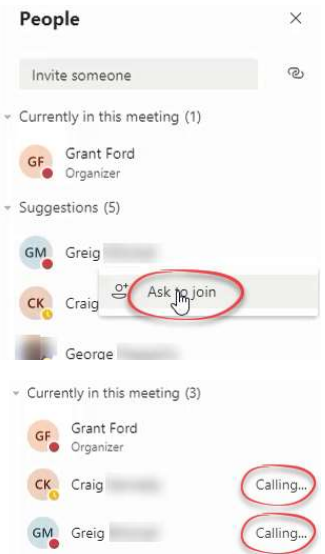 People
Invite someone
Currently in this meeting (1)
GF Grant Ford
Organizer
Suggestions (5)
GM Greig
Ask to join
CK Craig
George
Currently in this meeting (3)
GF Grant Ford
Organizer
CK Craig Calling...
GM Greig Calling...